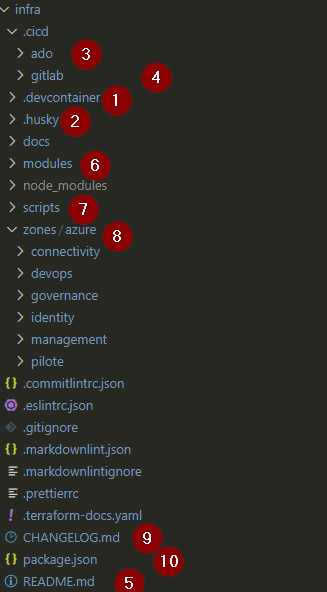 infra
.cicd
ado 3
gitlab 4
.devcontainer 1
.husky 2
docs
modules 6
node_modules
scripts 7
zones / azure 8
connectivity
devops
governance
identity
management
pilote
{} .commitlintrc.json
.eslintrc.json
.gitignore
{} .markdownlint.json
.markdownlintignore
.prettierrc
! .terraform-docs.yaml
CHANGELOG.md 9
{} package.json 10
README.md 5